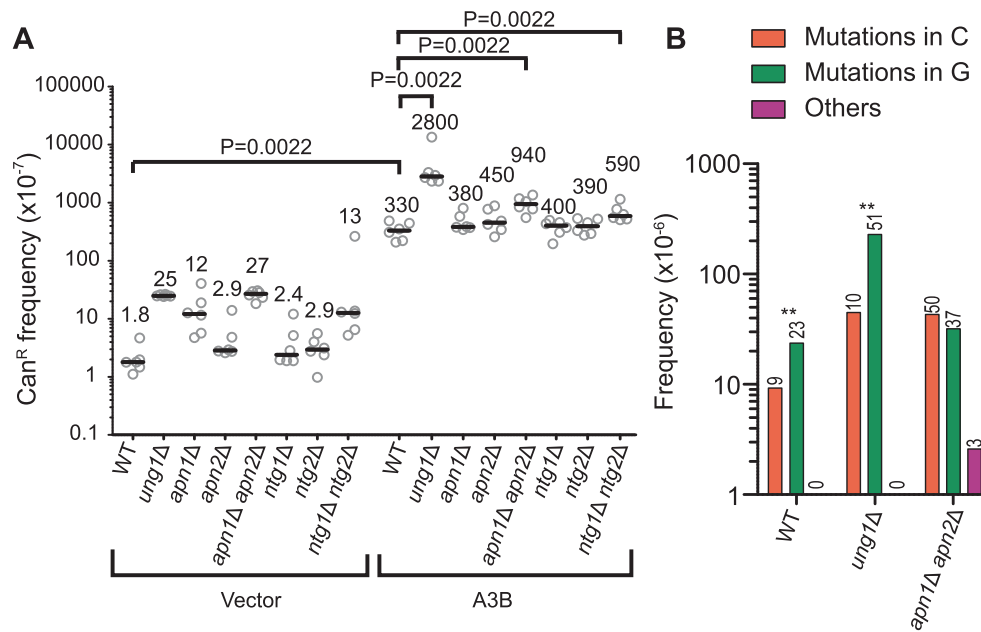 A
P=0.0022
P=0.0022
P=0.0022
P=0.0022
Can^R frequency (x10^-7)
100000
10000
1000
100
10
1
0.1
1.8
25
12
2.9
27
2.4
2.9
13
330
2800
380
450
940
400
390
590
WT
ung1Δ
apn1Δ
apn2Δ
apn1Δ apn2Δ
ntg1Δ
ntg2Δ
ntg1Δ ntg2Δ
WT
ung1Δ
apn1Δ
apn2Δ
apn1Δ apn2Δ
ntg1Δ
ntg2Δ
ntg1Δ ntg2Δ
Vector
A3B
B
Mutations in C
Mutations in G
Others
Frequency (x10^-6)
1000
100
10
1
9
**
23
0
10
**
51
0
50
37
3
WT
ung1Δ
apn1Δ apn2Δ